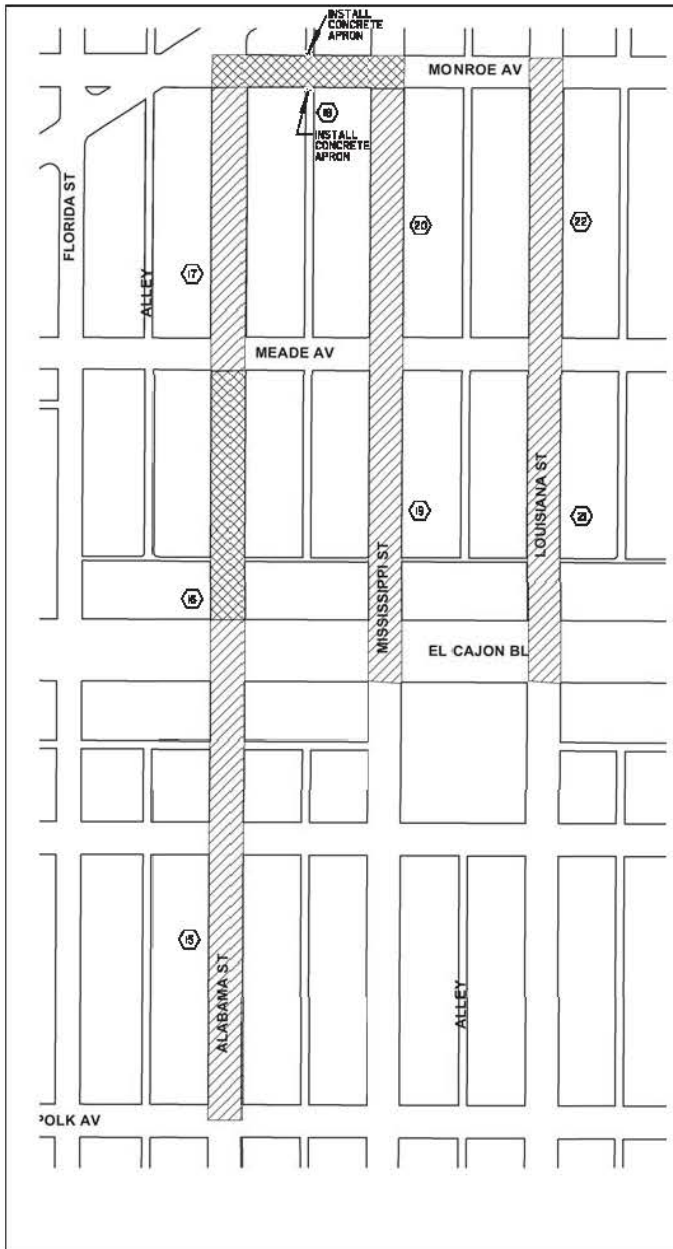 INSTALL
CONCRETE
APRON
MONROE AV
18
INSTALL
CONCRETE
APRON
FLORIDA ST
20
22
17
ALLEY
MEADE AV
LOUISIANA ST
19
21
MISSISSIPPI ST
16
EL CAJON BL
15
ALABAMA ST
ALLEY
POLK AV